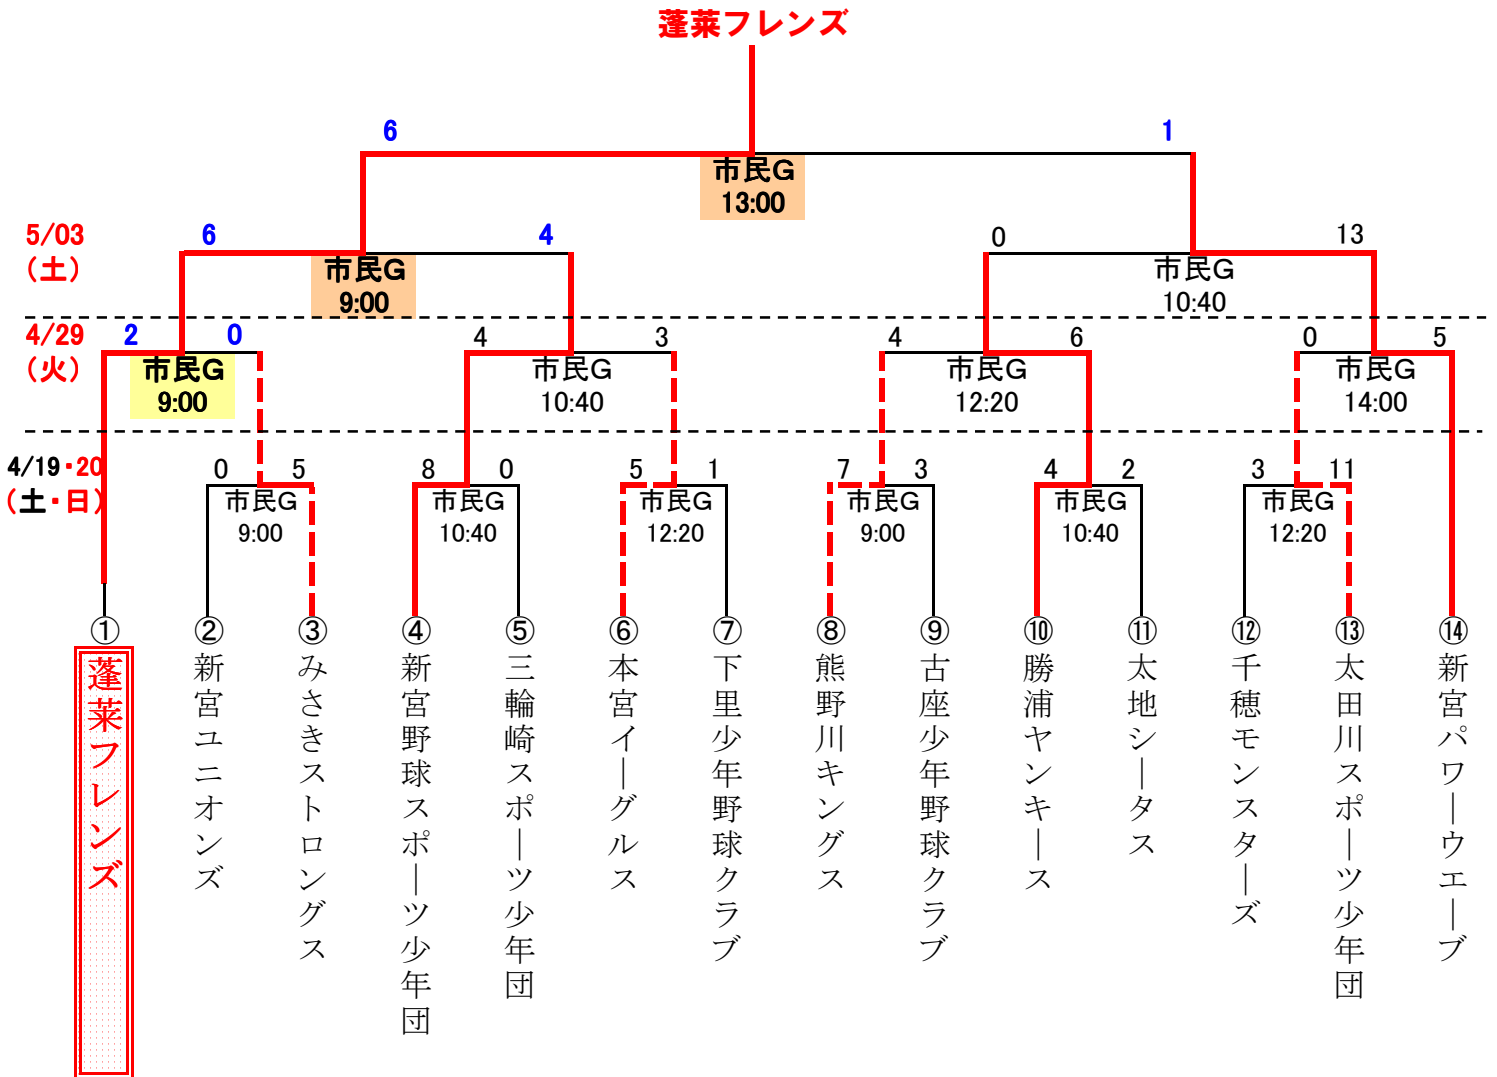 蓬莱フレンズ
6 1
市民G
13:00
5/03
(土)
6 4 0 13
市民G
9:00
市民G
10:40
4/29
(火)
2 0 4 3 4 6 0 5
市民G
9:00
市民G
10:40
市民G
12:20
市民G
14:00
4/19・20
(土・日)
0 5 8 0 5 1 7 3 4 2 3 11
市民G
9:00
市民G
10:40
市民G
12:20
市民G
9:00
市民G
10:40
市民G
12:20
①
蓬莱フレンズ
②
新宮ユニオンズ
③
みさきストロングス
④
新宮野球スポーツ少年団
⑤
三輪崎スポーツ少年団
⑥
本宮イーグルス
⑦
下里少年野球クラブ
⑧
熊野川キングス
⑨
古座少年野球クラブ
⑩
勝浦ヤンキース
⑪
太地シータス
⑫
千穂モンスターズ
⑬
太田川スポーツ少年団
⑭
新宮パワーウエーブ